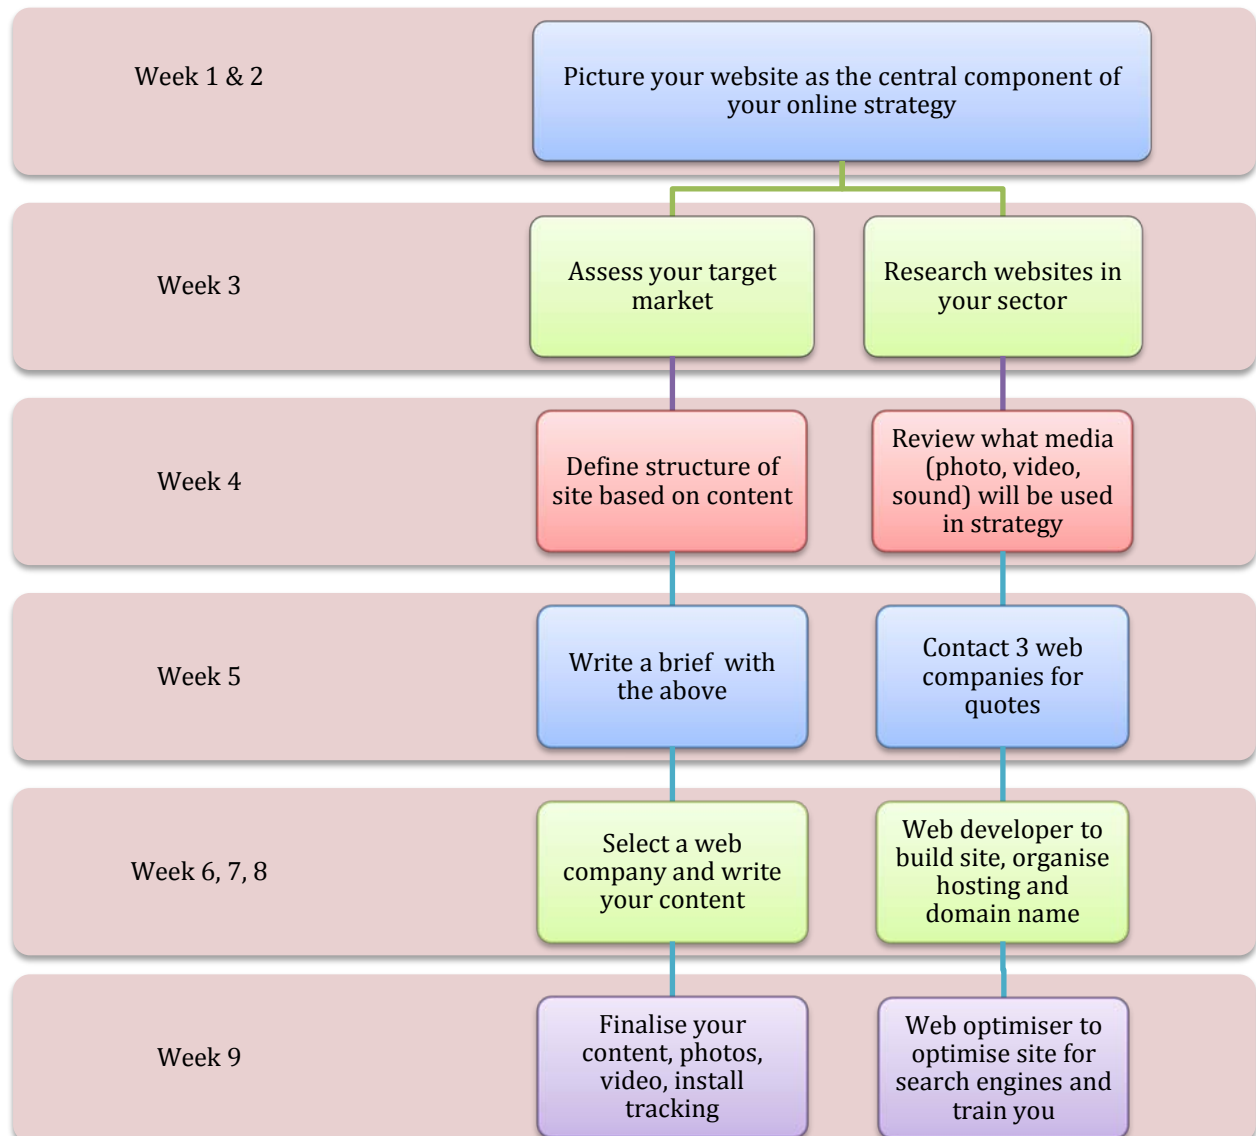 Week 1 & 2
Picture your website as the central component of
your online strategy
Week 3
Assess your target
market
Research websites in
your sector
Week 4
Define structure of
site based on content
Review what media
(photo, video,
sound) will be used
in strategy
Week 5
Write a brief  with
the above
Contact 3 web
companies for
quotes
Week 6, 7, 8
Select a web
company and write
your content
Web developer to
build site, organise
hosting and
domain name
Week 9
Finalise your
content, photos,
video, install
tracking
Web optimiser to
optimise site for
search engines and
train you